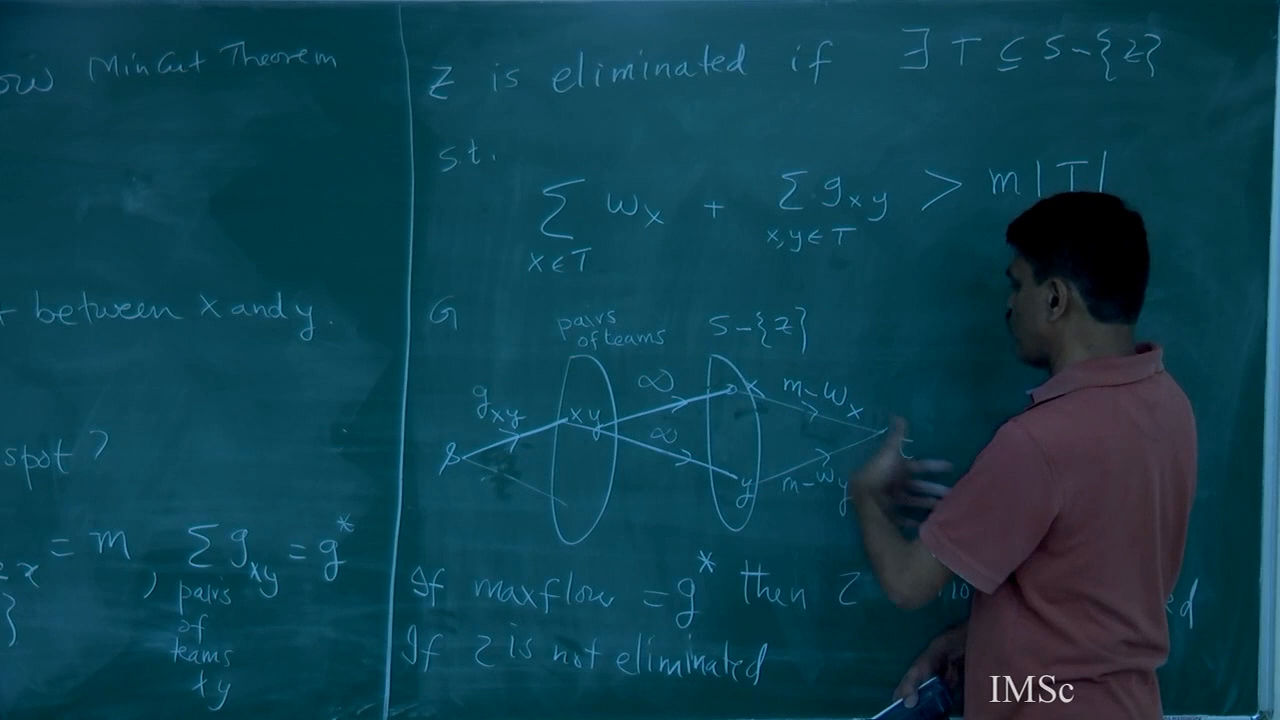 ow MinCut Theorem
between x and y.
spot?
= m , Σ g_xy = g*
pairs
of
teams
xy
z is eliminated if ∃ T ⊆ S-{z}
s.t.
Σ w_x + Σ g_xy > m|T|
x∈T x,y∈T
G
pairs
of teams
S-{z}
g_xy
∞
x
m-w_x
s
xy
∞
t
y
m-w_y
If maxflow = g* then z
If z is not eliminated
IMSc